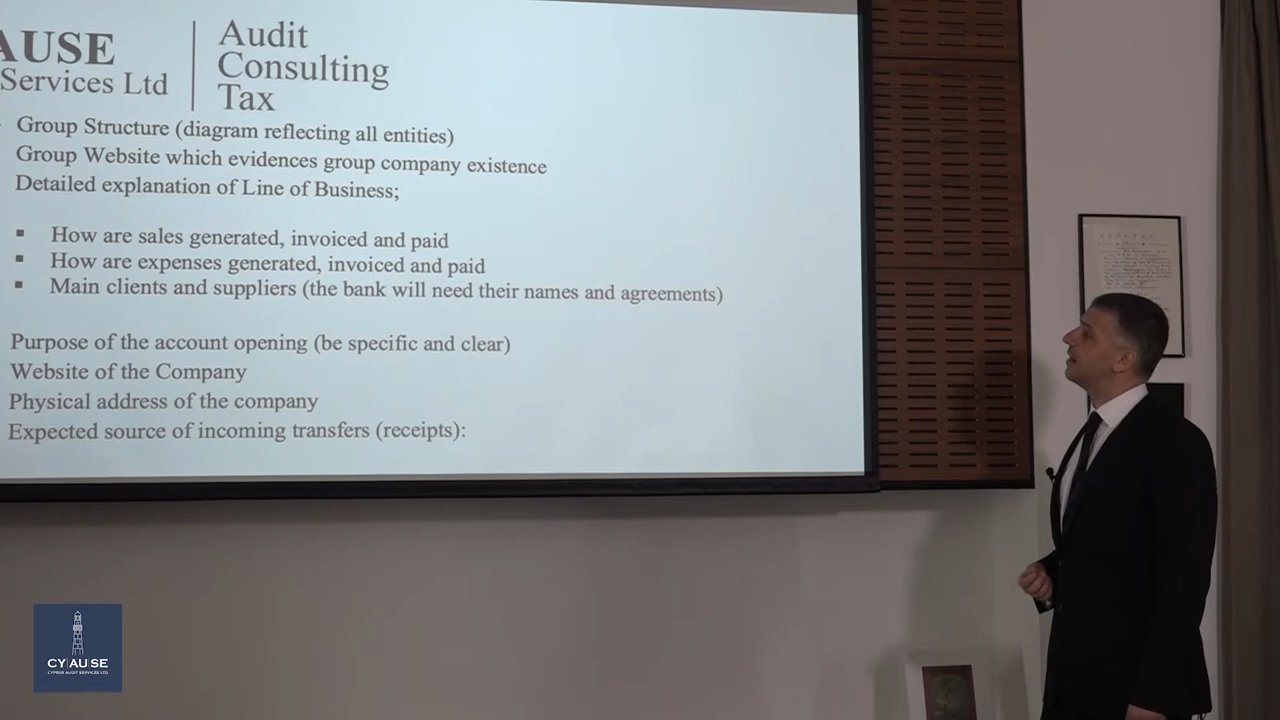 AUSE
Services Ltd
Audit
Consulting
Tax
Group Structure (diagram reflecting all entities)
Group Website which evidences group company existence
Detailed explanation of Line of Business;
▪ How are sales generated, invoiced and paid
▪ How are expenses generated, invoiced and paid
▪ Main clients and suppliers (the bank will need their names and agreements)
Purpose of the account opening (be specific and clear)
Website of the Company
Physical address of the company
Expected source of incoming transfers (receipts):
CY|AU|SE
CYPRUS AUDIT SERVICES LTD